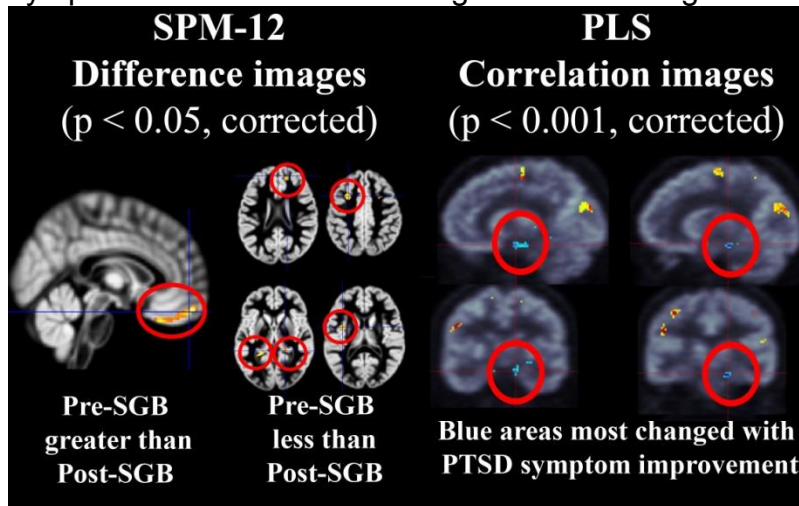 SPM-12
Difference images
(p < 0.05, corrected)
PLS
Correlation images
(p < 0.001, corrected)
Pre-SGB
greater than
Post-SGB
Pre-SGB
less than
Post-SGB
Blue areas most changed with
PTSD symptom improvement